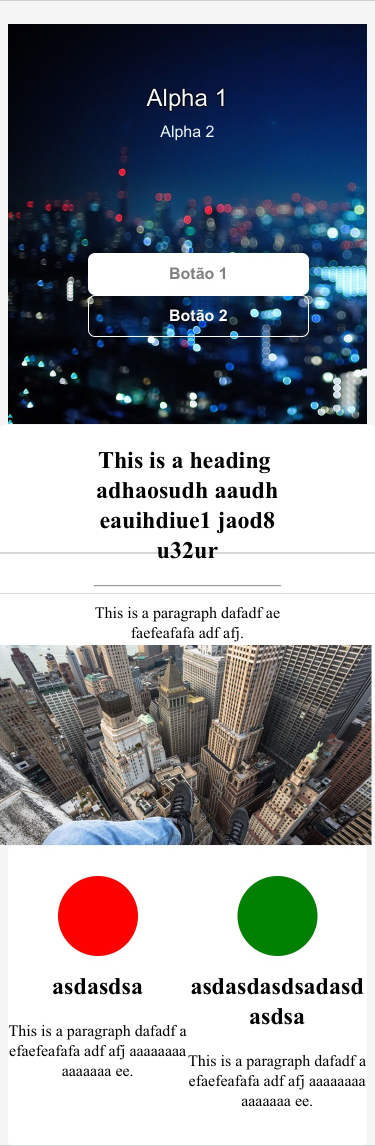 Alpha 1
Alpha 2
Botão 1
Botão 2
This is a heading
adhaosudh aaudh
eauihdiue1 jaod8
u32ur
This is a paragraph dafadf ae
faefeafafa adf afj.
asdasdsa
This is a paragraph dafadf a
efaefeafafa adf afj aaaaaaaa
aaaaaaa ee.
asdasdasdsadasd
asdsa
This is a paragraph dafadf a
efaefeafafa adf afj aaaaaaaa
aaaaaaa ee.